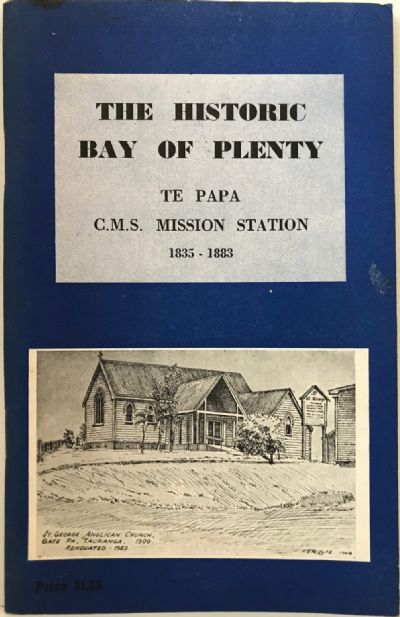 THE HISTORIC
BAY OF PLENTY
TE PAPA
C.M.S. MISSION STATION
1835 - 1883
ST. GEORGE ANGLICAN CHURCH,
GATE PA, TAURANGA. 1900
RENOVATED - 1963
Price $1.25